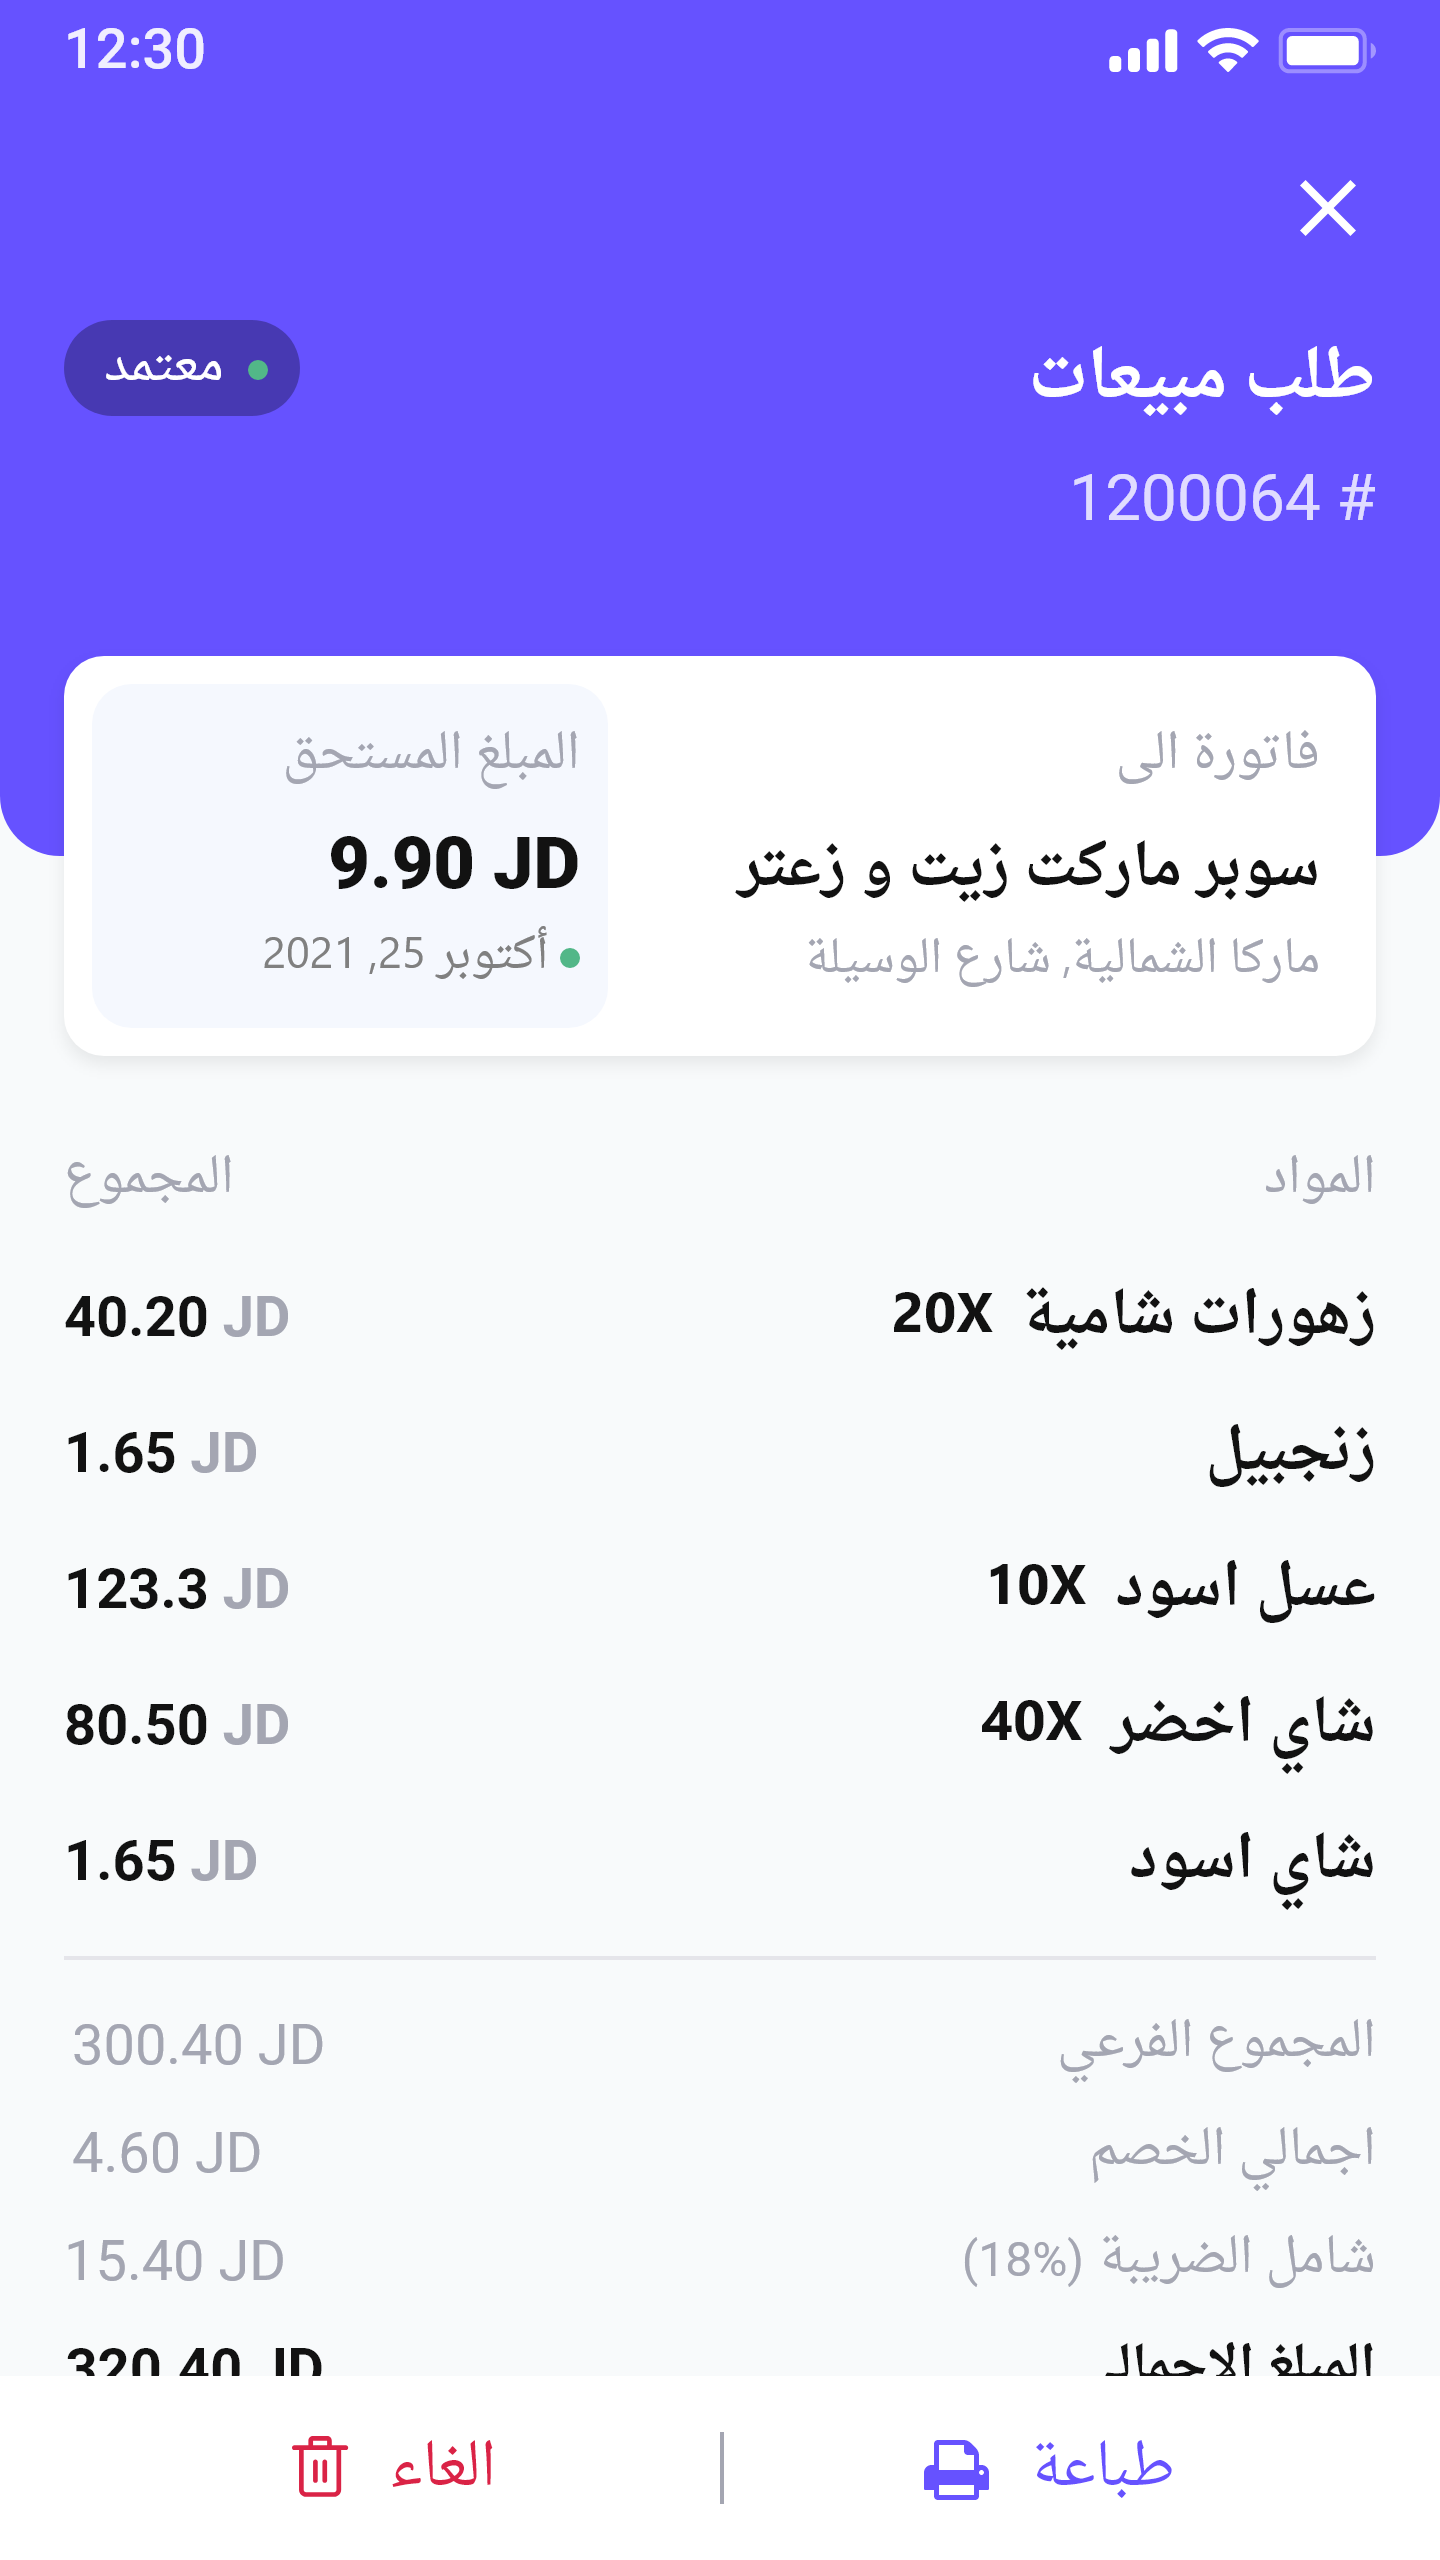 12:30
طلب مبيعات
معتمد
# 1200064
فاتورة الى
سوبر ماركت زيت و زعتر
ماركا الشمالية, شارع الوسيلة
المبلغ المستحق
9.90 JD
أكتوبر 25, 2021
المواد المجموع
زهورات شامية 20X 40.20 JD
زنجبيل 1.65 JD
عسل اسود 10X 123.3 JD
شاي اخضر 40X 80.50 JD
شاي اسود 1.65 JD
المجموع الفرعي 300.40 JD
اجمالي الخصم 4.60 JD
شامل الضريبة (18%) 15.40 JD
المبلغ الاجمالي 320.40 JD
طباعة الغاء